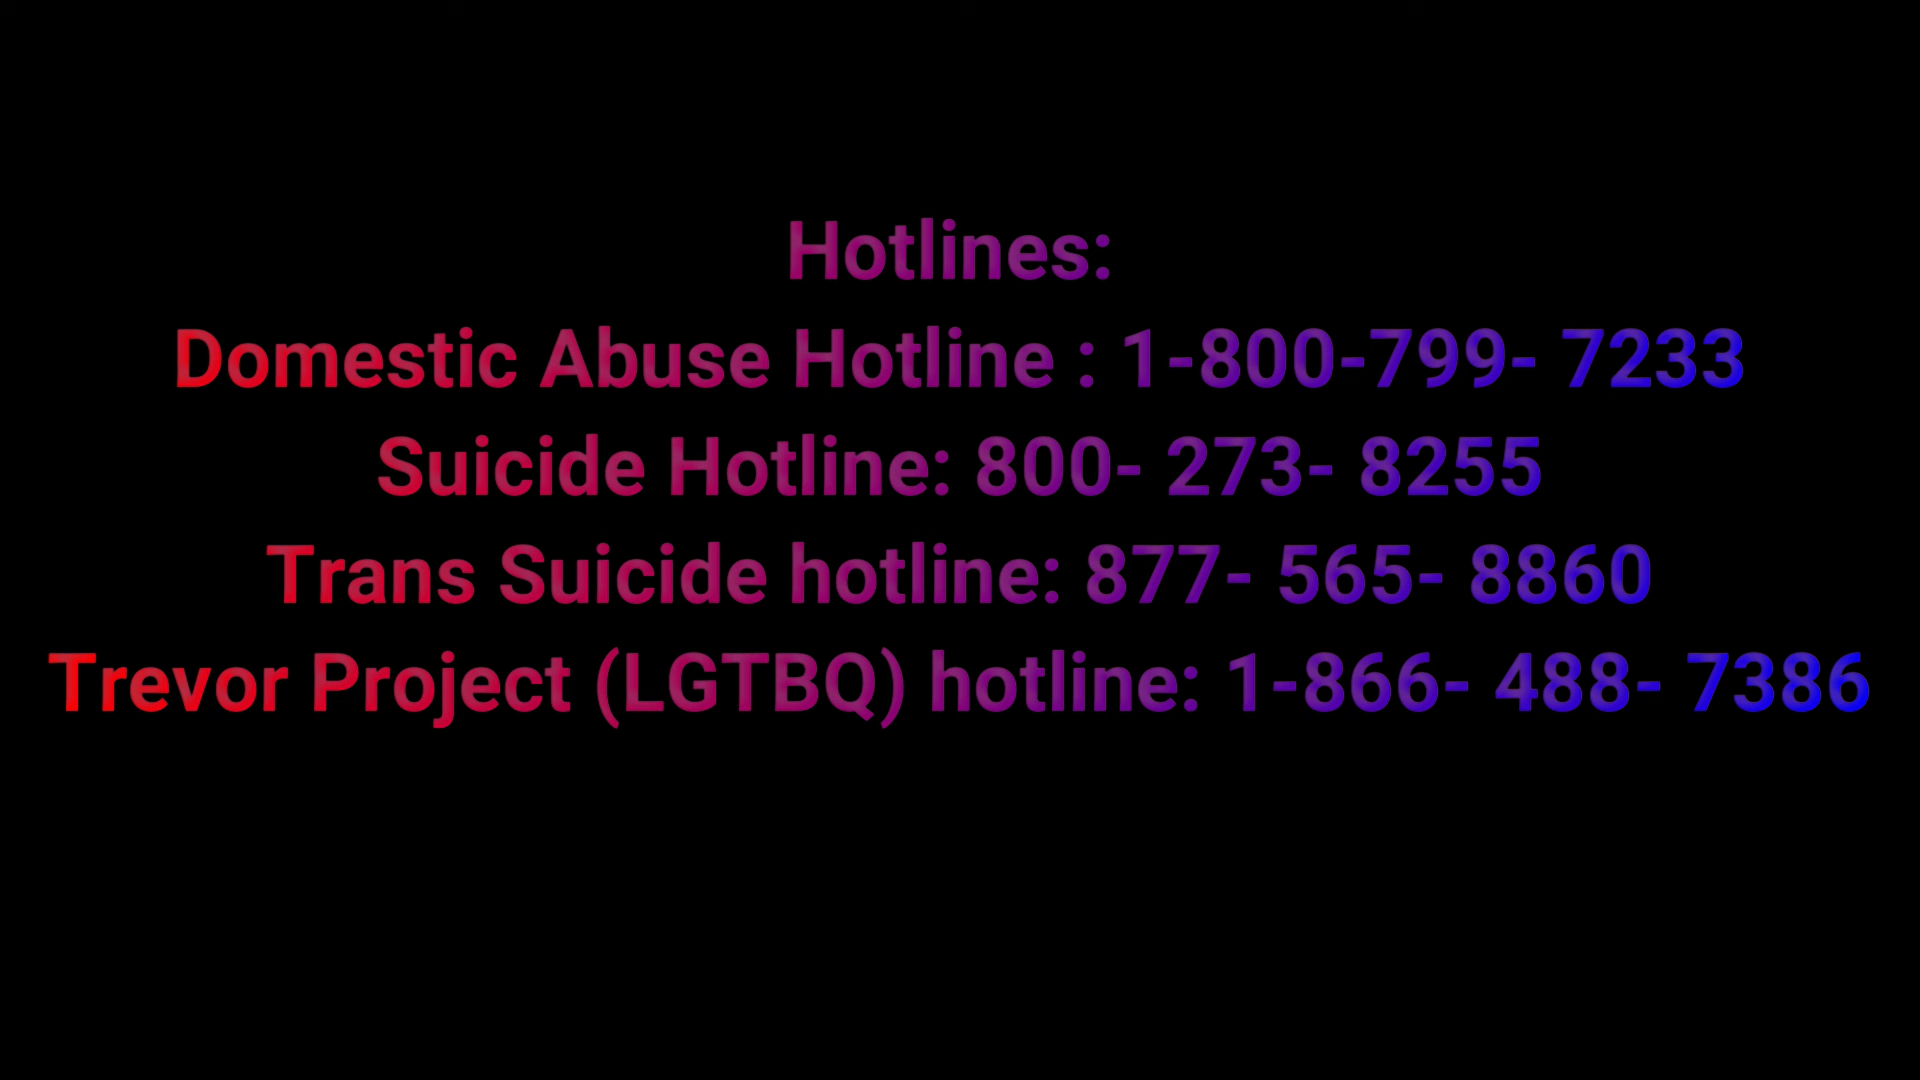 Hotlines:
Domestic Abuse Hotline : 1-800-799- 7233
Suicide Hotline: 800- 273- 8255
Trans Suicide hotline: 877- 565- 8860
Trevor Project (LGTBQ) hotline: 1-866- 488- 7386